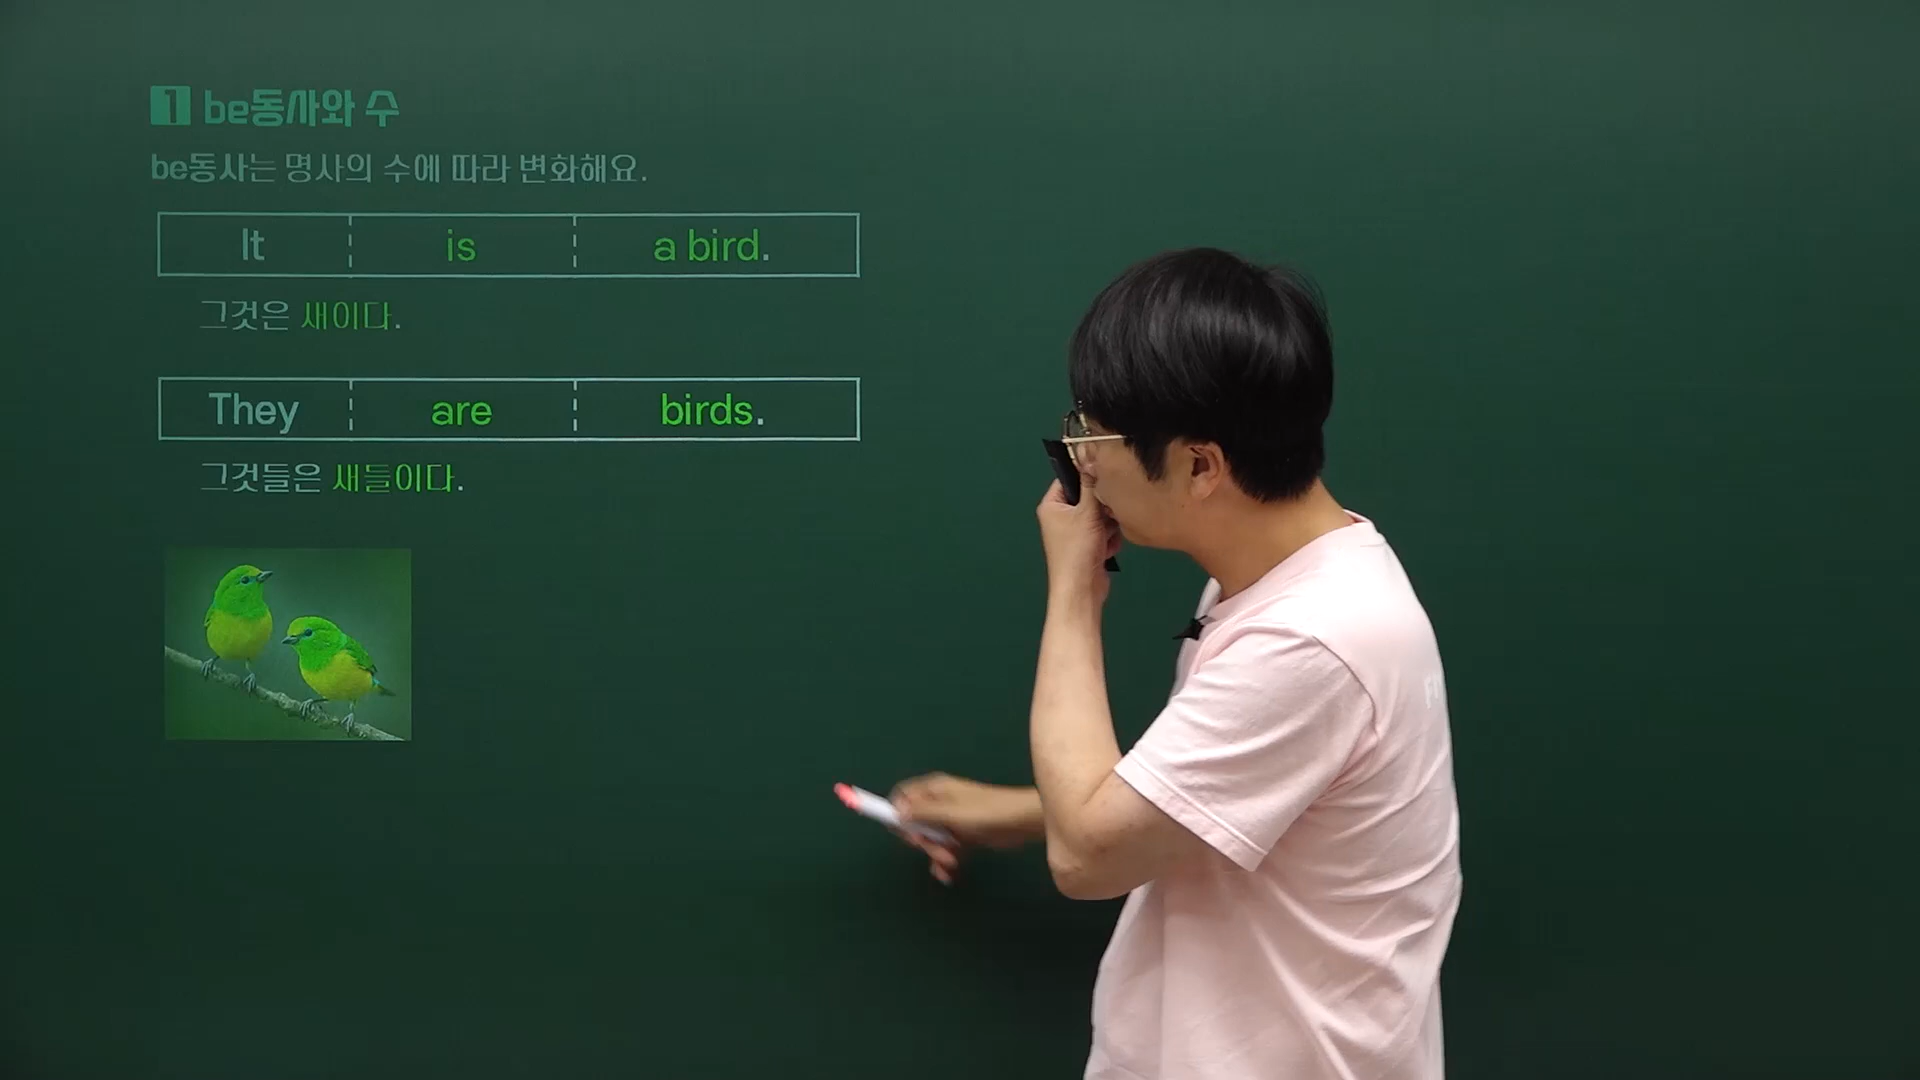 1 be동사와 수
be동사는 명사의 수에 따라 변화해요.
It is a bird.
그것은 새이다.
They are birds.
그것들은 새들이다.